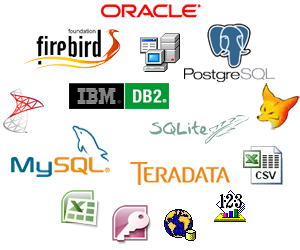 ORACLE®
foundation
firebird
PostgreSQL
IBM® DB2®
SQLite
MySQL®
TERADATA
CSV
123